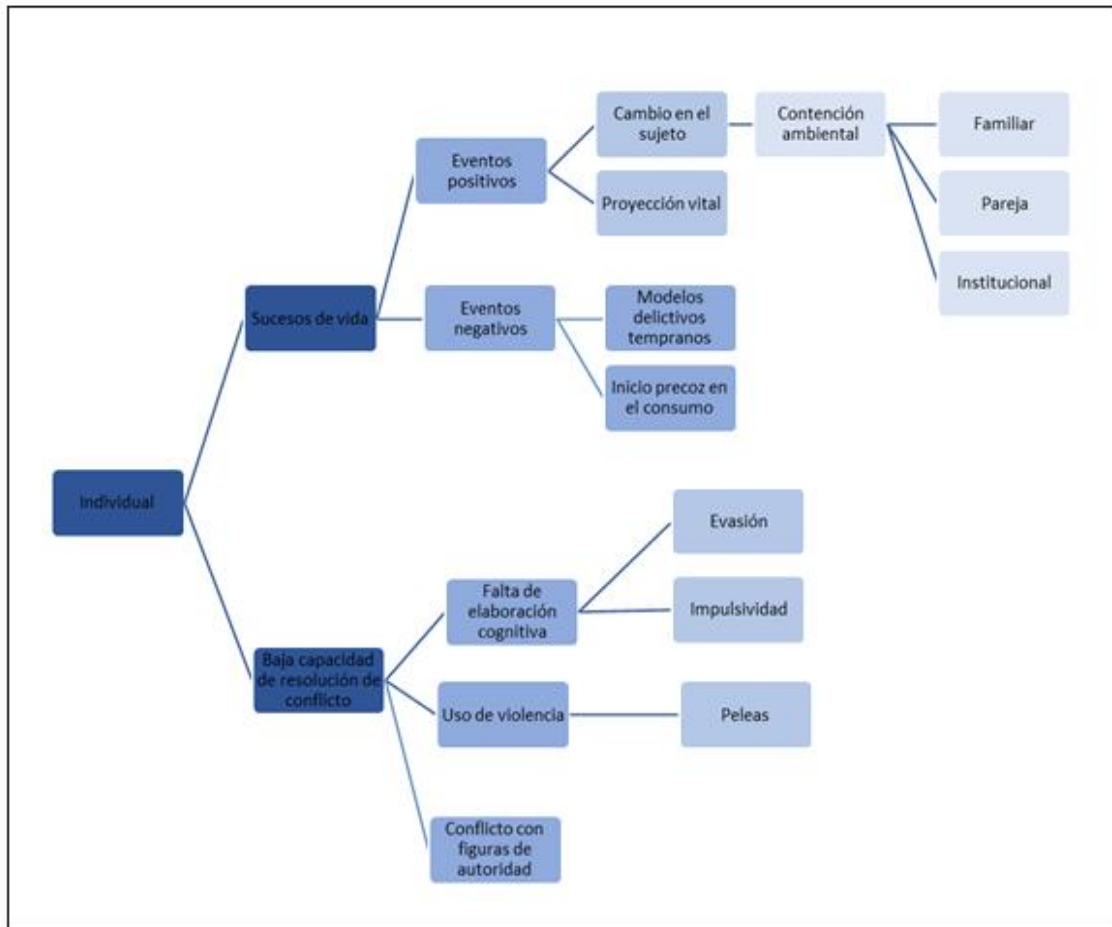 Individual
Sucesos de vida
Eventos
positivos
Cambio en el
sujeto
Contención
ambiental
Familiar
Pareja
Institucional
Proyección vital
Eventos
negativos
Modelos
delictivos
tempranos
Inicio precoz en
el consumo
Baja capacidad
de resolución de
conflicto
Falta de
elaboración
cognitiva
Evasión
Impulsividad
Uso de violencia
Peleas
Conflicto con
figuras de
autoridad